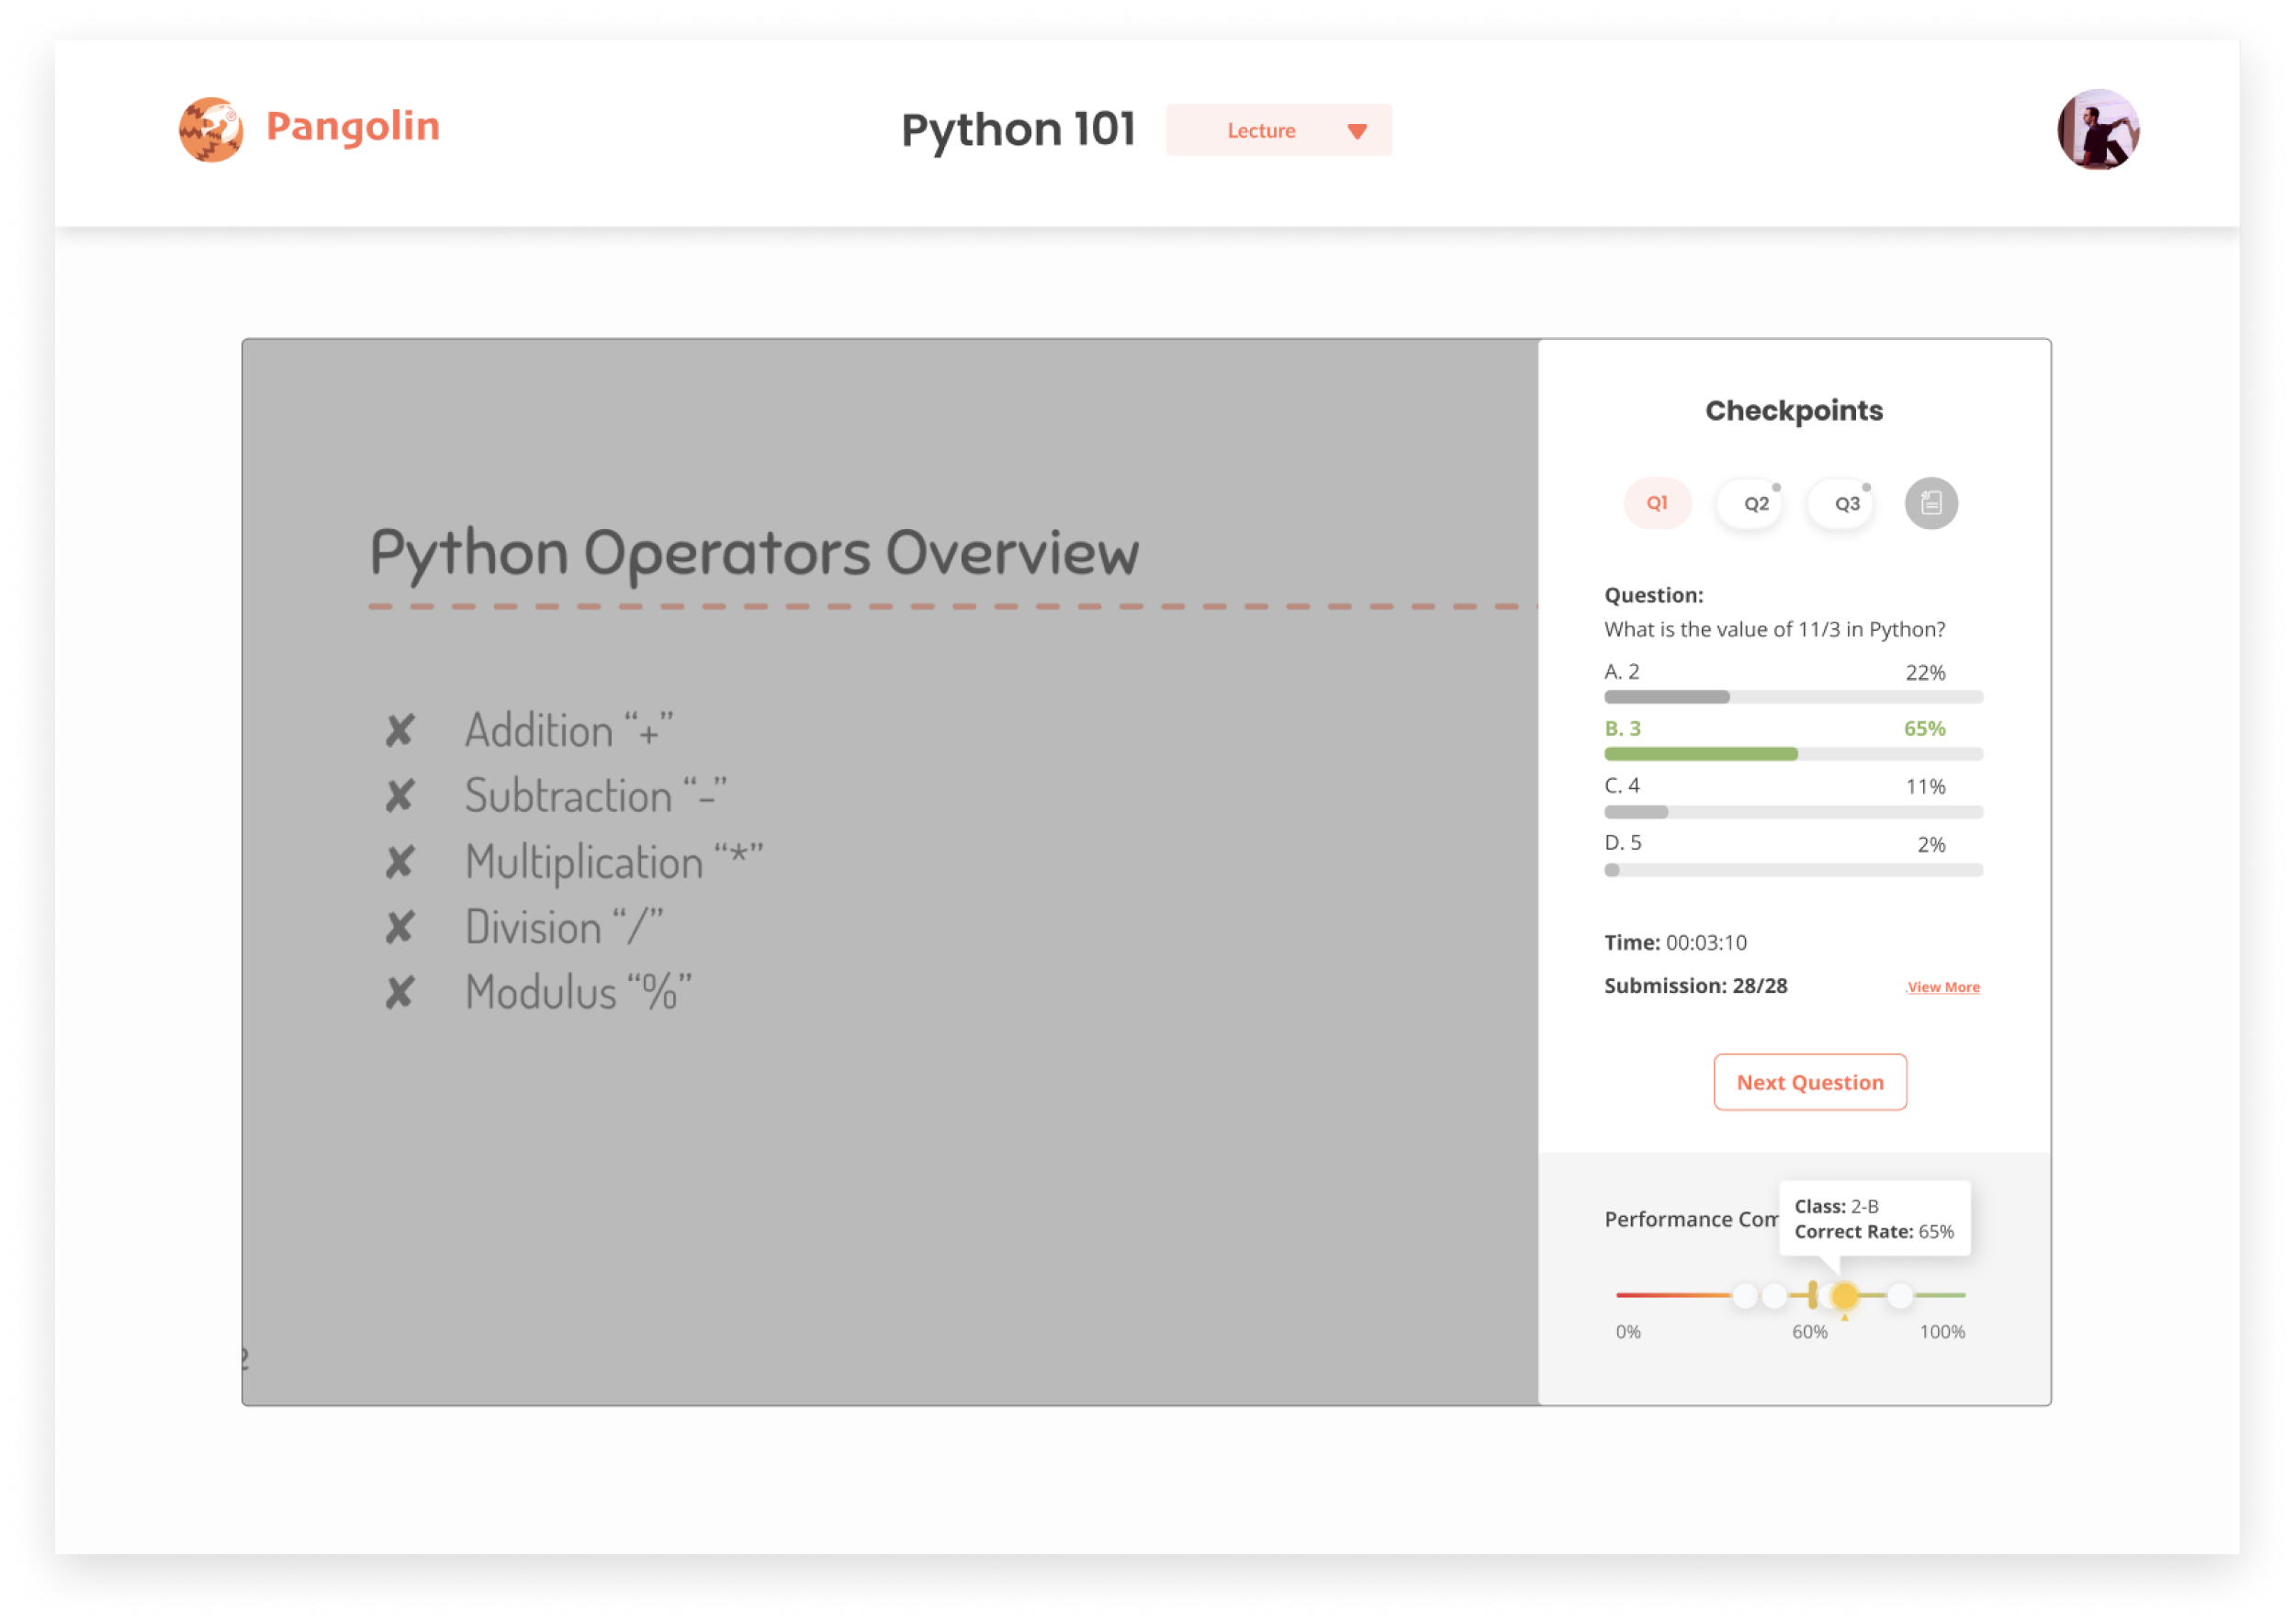 Pangolin
Python 101
Lecture
Python Operators Overview
✘ Addition “+”
✘ Subtraction “-”
✘ Multiplication “*”
✘ Division “/”
✘ Modulus “%”
2
Checkpoints
Q1 Q2 Q3
Question:
What is the value of 11/3 in Python?
A. 2 22%
B. 3 65%
C. 4 11%
D. 5 2%
Time: 00:03:10
Submission: 28/28 .View More
Next Question
Class: 2-B
Performance Com
Correct Rate: 65%
0% 60% 100%